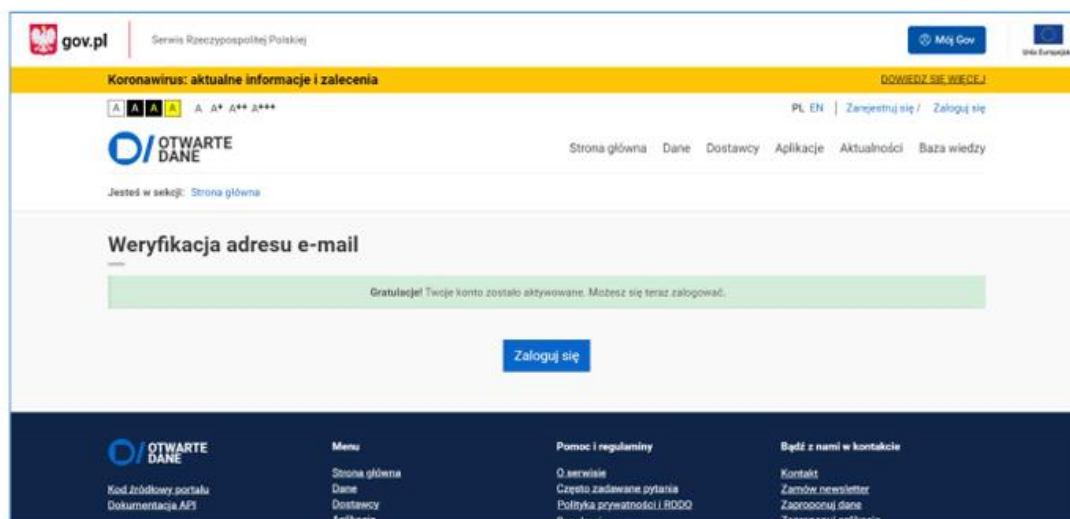 gov.pl
Serwis Rzeczypospolitej Polskiej
Mój Gov
Unia Europejska
Koronawirus: aktualne informacje i zalecenia
DOWIEDZ SIĘ WIĘCEJ
A A A A A A+ A++ A+++
PL EN | Zarejestruj się / Zaloguj się
OTWARTE
DANE
Strona główna Dane Dostawcy Aplikacje Aktualności Baza wiedzy
Jesteś w sekcji: Strona główna
Weryfikacja adresu e-mail
Gratulacje! Twoje konto zostało aktywowane. Możesz się teraz zalogować.
Zaloguj się
OTWARTE
DANE
Kod źródłowy portalu
Dokumentacja API
Menu
Strona główna
Dane
Dostawcy
Aplikacje
Pomoc i regulaminy
O serwisie
Często zadawane pytania
Polityka prywatności i RODO
Bądź z nami w kontakcie
Kontakt
Zamów newsletter
Zaproponuj dane
Zaproponuj aplikację